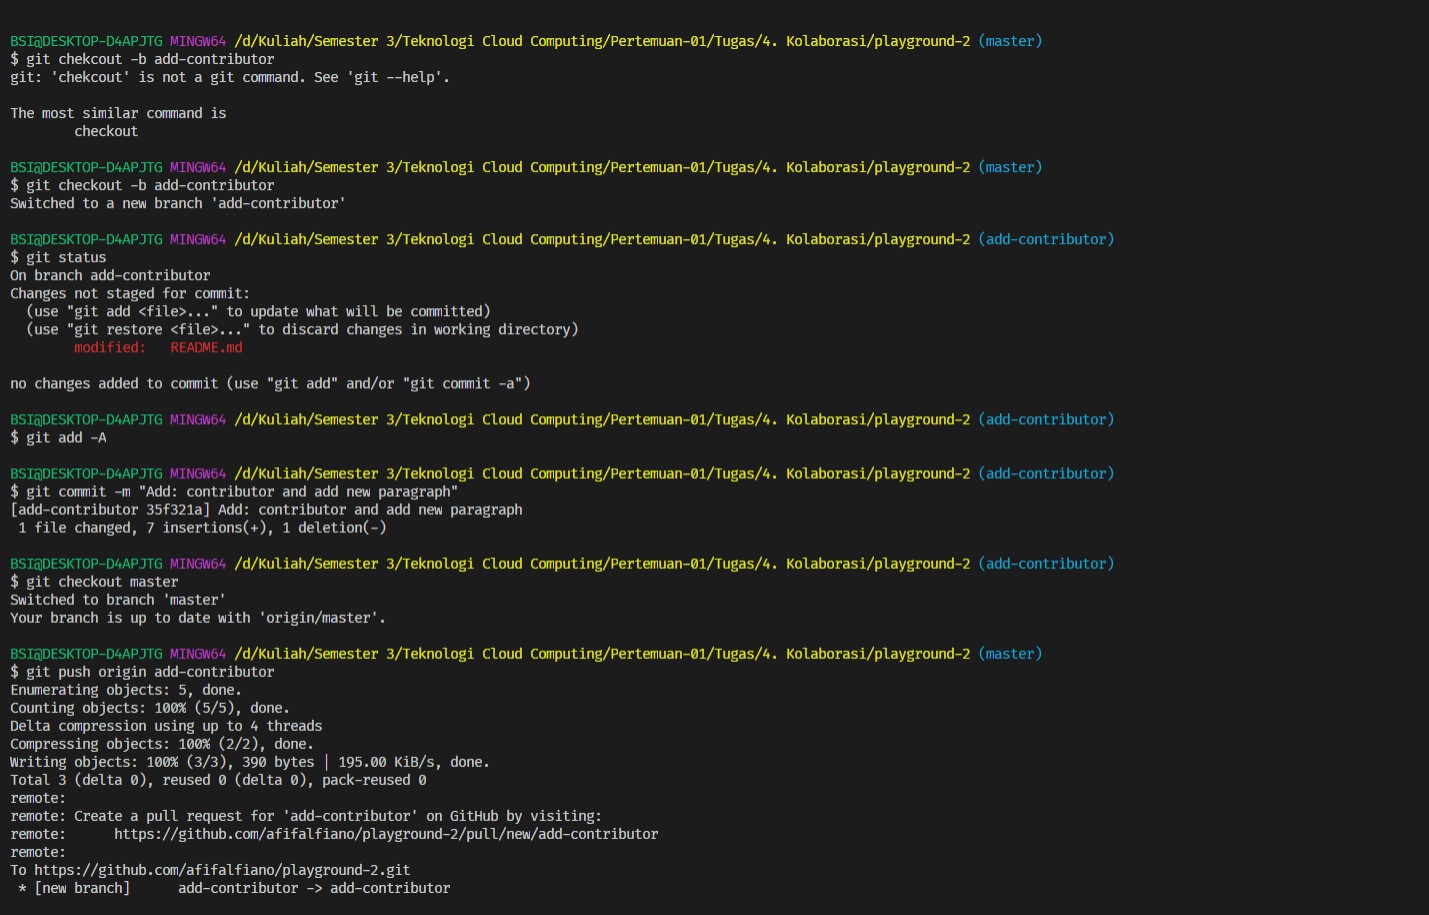 BSI@DESKTOP-D4APJTG MINGW64 /d/Kuliah/Semester 3/Teknologi Cloud Computing/Pertemuan-01/Tugas/4. Kolaborasi/playground-2 (master)
$ git chekcout -b add-contributor
git: 'chekcout' is not a git command. See 'git --help'.

The most similar command is
        checkout

BSI@DESKTOP-D4APJTG MINGW64 /d/Kuliah/Semester 3/Teknologi Cloud Computing/Pertemuan-01/Tugas/4. Kolaborasi/playground-2 (master)
$ git checkout -b add-contributor
Switched to a new branch 'add-contributor'

BSI@DESKTOP-D4APJTG MINGW64 /d/Kuliah/Semester 3/Teknologi Cloud Computing/Pertemuan-01/Tugas/4. Kolaborasi/playground-2 (add-contributor)
$ git status
On branch add-contributor
Changes not staged for commit:
  (use "git add <file>..." to update what will be committed)
  (use "git restore <file>..." to discard changes in working directory)
        modified:   README.md

no changes added to commit (use "git add" and/or "git commit -a")

BSI@DESKTOP-D4APJTG MINGW64 /d/Kuliah/Semester 3/Teknologi Cloud Computing/Pertemuan-01/Tugas/4. Kolaborasi/playground-2 (add-contributor)
$ git add -A

BSI@DESKTOP-D4APJTG MINGW64 /d/Kuliah/Semester 3/Teknologi Cloud Computing/Pertemuan-01/Tugas/4. Kolaborasi/playground-2 (add-contributor)
$ git commit -m "Add: contributor and add new paragraph"
[add-contributor 35f321a] Add: contributor and add new paragraph
 1 file changed, 7 insertions(+), 1 deletion(-)

BSI@DESKTOP-D4APJTG MINGW64 /d/Kuliah/Semester 3/Teknologi Cloud Computing/Pertemuan-01/Tugas/4. Kolaborasi/playground-2 (add-contributor)
$ git checkout master
Switched to branch 'master'
Your branch is up to date with 'origin/master'.

BSI@DESKTOP-D4APJTG MINGW64 /d/Kuliah/Semester 3/Teknologi Cloud Computing/Pertemuan-01/Tugas/4. Kolaborasi/playground-2 (master)
$ git push origin add-contributor
Enumerating objects: 5, done.
Counting objects: 100% (5/5), done.
Delta compression using up to 4 threads
Compressing objects: 100% (2/2), done.
Writing objects: 100% (3/3), 390 bytes | 195.00 KiB/s, done.
Total 3 (delta 0), reused 0 (delta 0), pack-reused 0
remote:
remote: Create a pull request for 'add-contributor' on GitHub by visiting:
remote:      https://github.com/afifalfiano/playground-2/pull/new/add-contributor
remote:
To https://github.com/afifalfiano/playground-2.git
 * [new branch]      add-contributor -> add-contributor